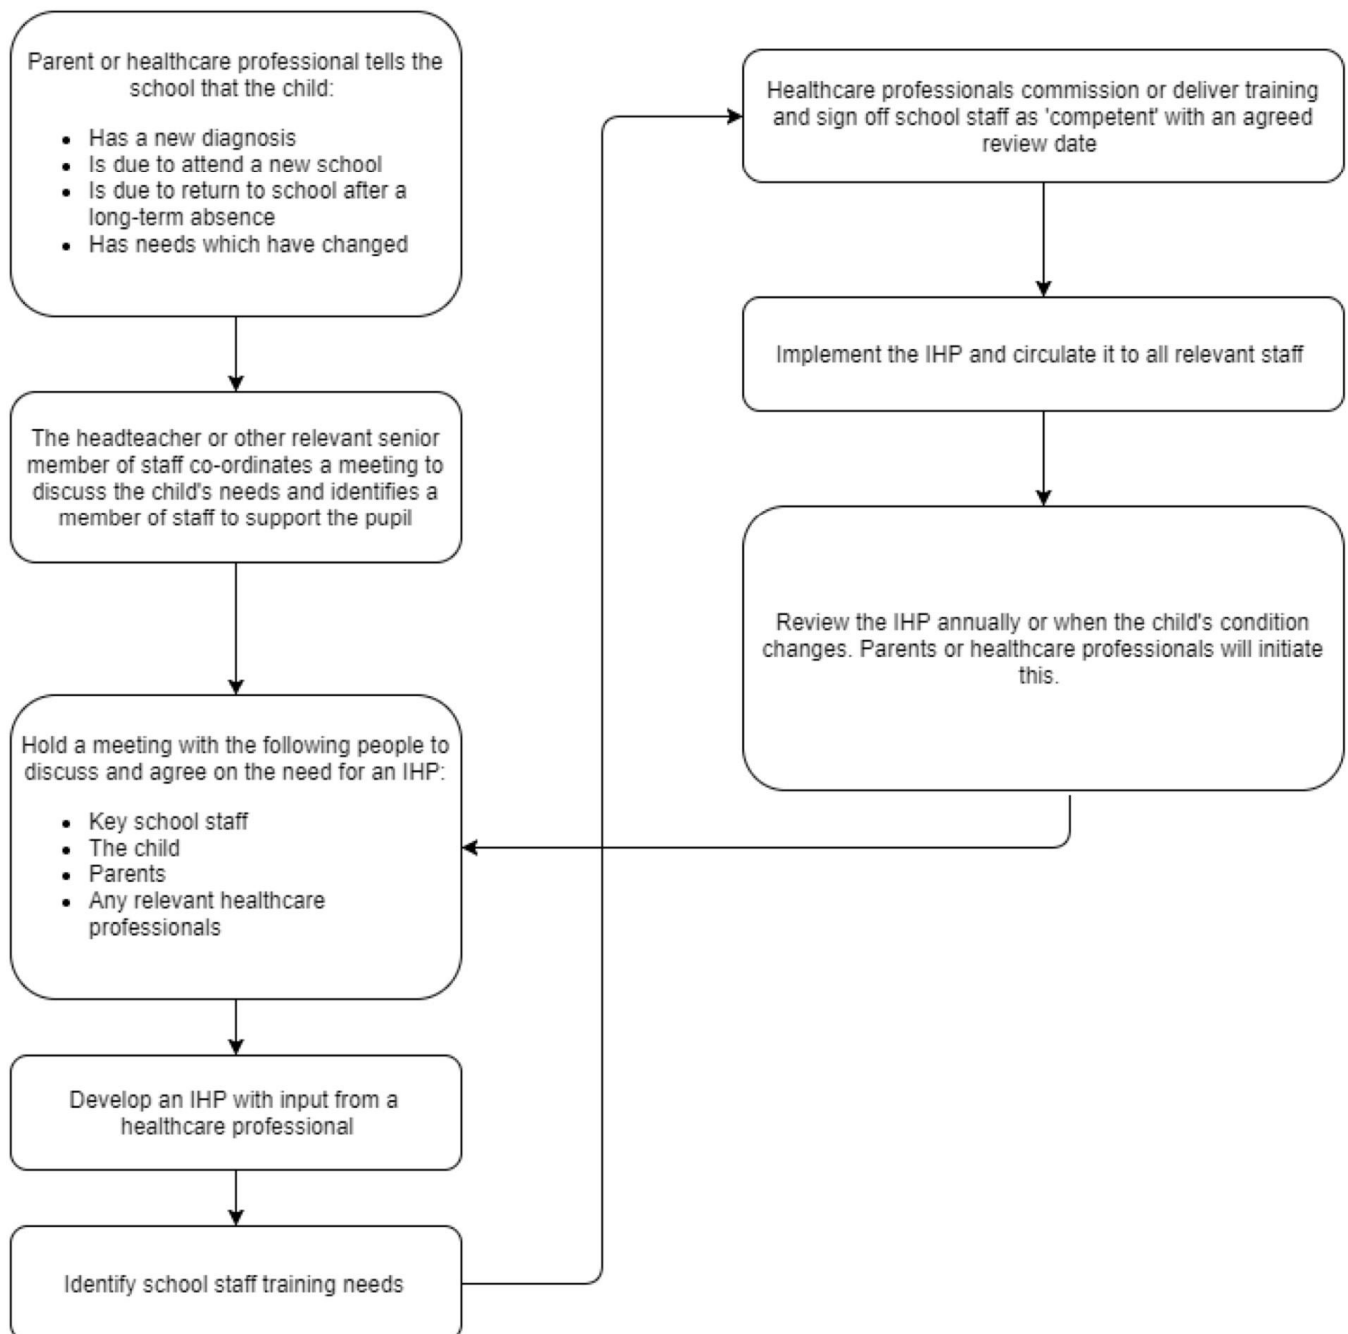 Parent or healthcare professional tells the
school that the child:
• Has a new diagnosis
• Is due to attend a new school
• Is due to return to school after a
long-term absence
• Has needs which have changed
The headteacher or other relevant senior
member of staff co-ordinates a meeting to
discuss the child's needs and identifies a
member of staff to support the pupil
Hold a meeting with the following people to
discuss and agree on the need for an IHP:
• Key school staff
• The child
• Parents
• Any relevant healthcare
professionals
Develop an IHP with input from a
healthcare professional
Identify school staff training needs
Healthcare professionals commission or deliver training
and sign off school staff as 'competent' with an agreed
review date
Implement the IHP and circulate it to all relevant staff
Review the IHP annually or when the child's condition
changes. Parents or healthcare professionals will initiate
this.